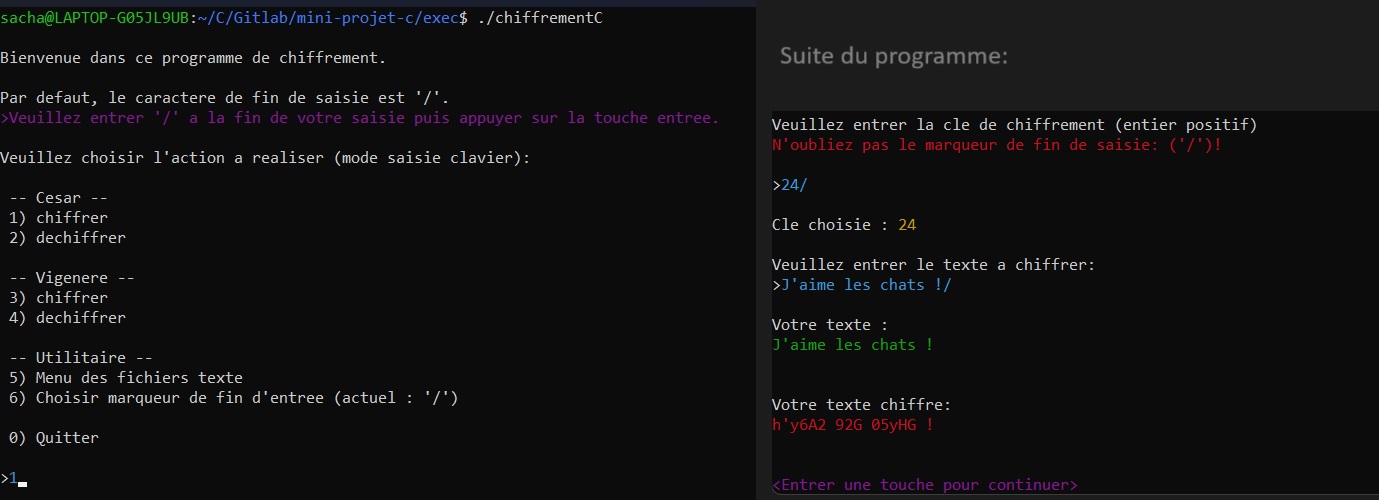 sacha@LAPTOP-G05JL9UB:~/C/Gitlab/mini-projet-c/exec$ ./chiffrementC
Bienvenue dans ce programme de chiffrement.
Par defaut, le caractere de fin de saisie est '/'.
>Veuillez entrer '/' a la fin de votre saisie puis appuyer sur la touche entree.
Veuillez choisir l'action a realiser (mode saisie clavier):
-- Cesar --
1) chiffrer
2) dechiffrer
-- Vigenere --
3) chiffrer
4) dechiffrer
-- Utilitaire --
5) Menu des fichiers texte
6) Choisir marqueur de fin d'entree (actuel : '/')
0) Quitter
>1
Suite du programme:
Veuillez entrer la cle de chiffrement (entier positif)
N'oubliez pas le marqueur de fin de saisie: ('/')!
>24/
Cle choisie : 24
Veuillez entrer le texte a chiffrer:
>J'aime les chats !/
Votre texte :
J'aime les chats !
Votre texte chiffre:
h'y6A2 92G 05yHG !
<Entrer une touche pour continuer>